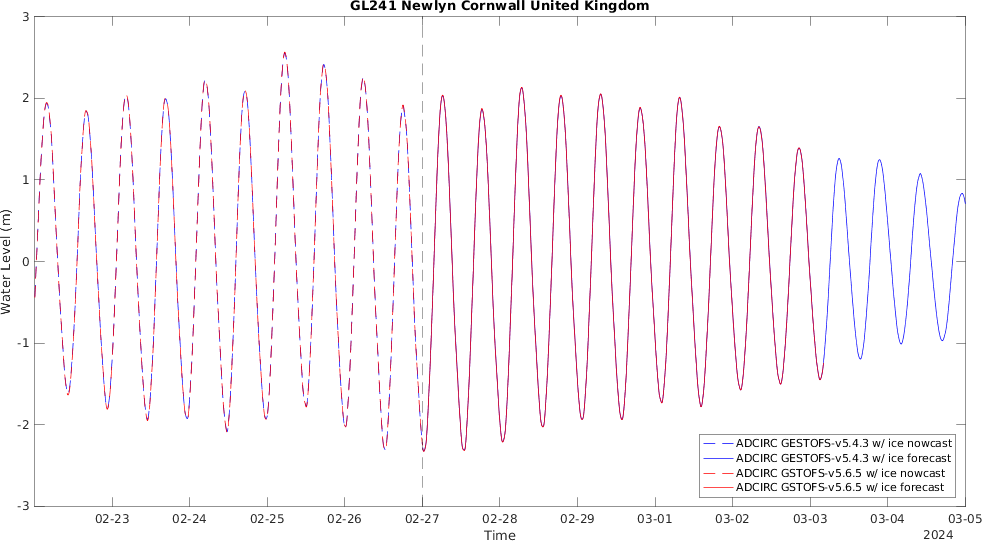 GL241 Newlyn Cornwall United Kingdom
3
2
1
0
-1
-2
-3
Water Level (m)
ADCIRC GESTOFS-v5.4.3 w/ ice nowcast
ADCIRC GESTOFS-v5.4.3 w/ ice forecast
ADCIRC GSTOFS-v5.6.5 w/ ice nowcast
ADCIRC GSTOFS-v5.6.5 w/ ice forecast
02-23 02-24 02-25 02-26 02-27 02-28 02-29 03-01 03-02 03-03 03-04 03-05
Time
2024